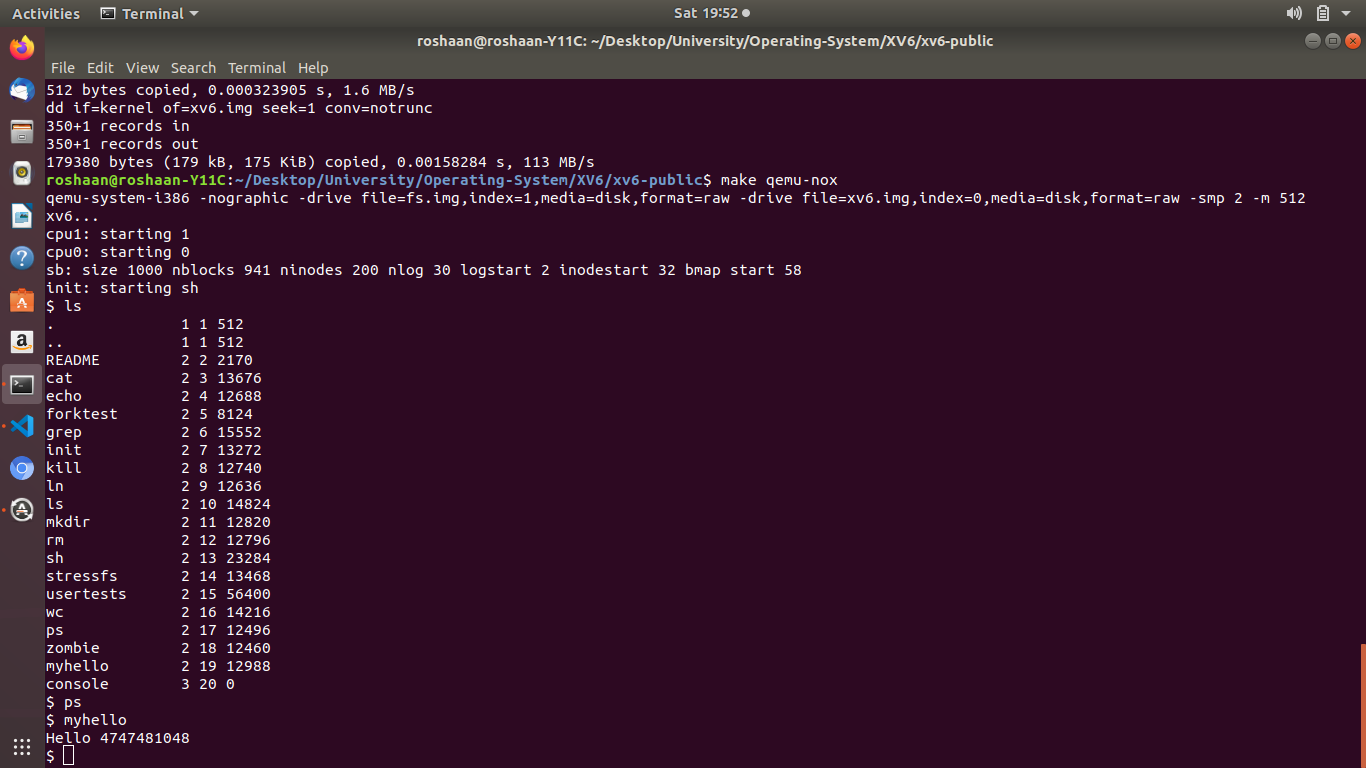 Activities Terminal Sat 19:52
roshaan@roshaan-Y11C: ~/Desktop/University/Operating-System/XV6/xv6-public
File Edit View Search Terminal Help
512 bytes copied, 0.000323905 s, 1.6 MB/s
dd if=kernel of=xv6.img seek=1 conv=notrunc
350+1 records in
350+1 records out
179380 bytes (179 kB, 175 KiB) copied, 0.00158284 s, 113 MB/s
roshaan@roshaan-Y11C:~/Desktop/University/Operating-System/XV6/xv6-public$ make qemu-nox
qemu-system-i386 -nographic -drive file=fs.img,index=1,media=disk,format=raw -drive file=xv6.img,index=0,media=disk,format=raw -smp 2 -m 512
xv6...
cpu1: starting 1
cpu0: starting 0
sb: size 1000 nblocks 941 ninodes 200 nlog 30 logstart 2 inodestart 32 bmap start 58
init: starting sh
$ ls
. 1 1 512
.. 1 1 512
README 2 2 2170
cat 2 3 13676
echo 2 4 12688
forktest 2 5 8124
grep 2 6 15552
init 2 7 13272
kill 2 8 12740
ln 2 9 12636
ls 2 10 14824
mkdir 2 11 12820
rm 2 12 12796
sh 2 13 23284
stressfs 2 14 13468
usertests 2 15 56400
wc 2 16 14216
ps 2 17 12496
zombie 2 18 12460
myhello 2 19 12988
console 3 20 0
$ ps
$ myhello
Hello 4747481048
$